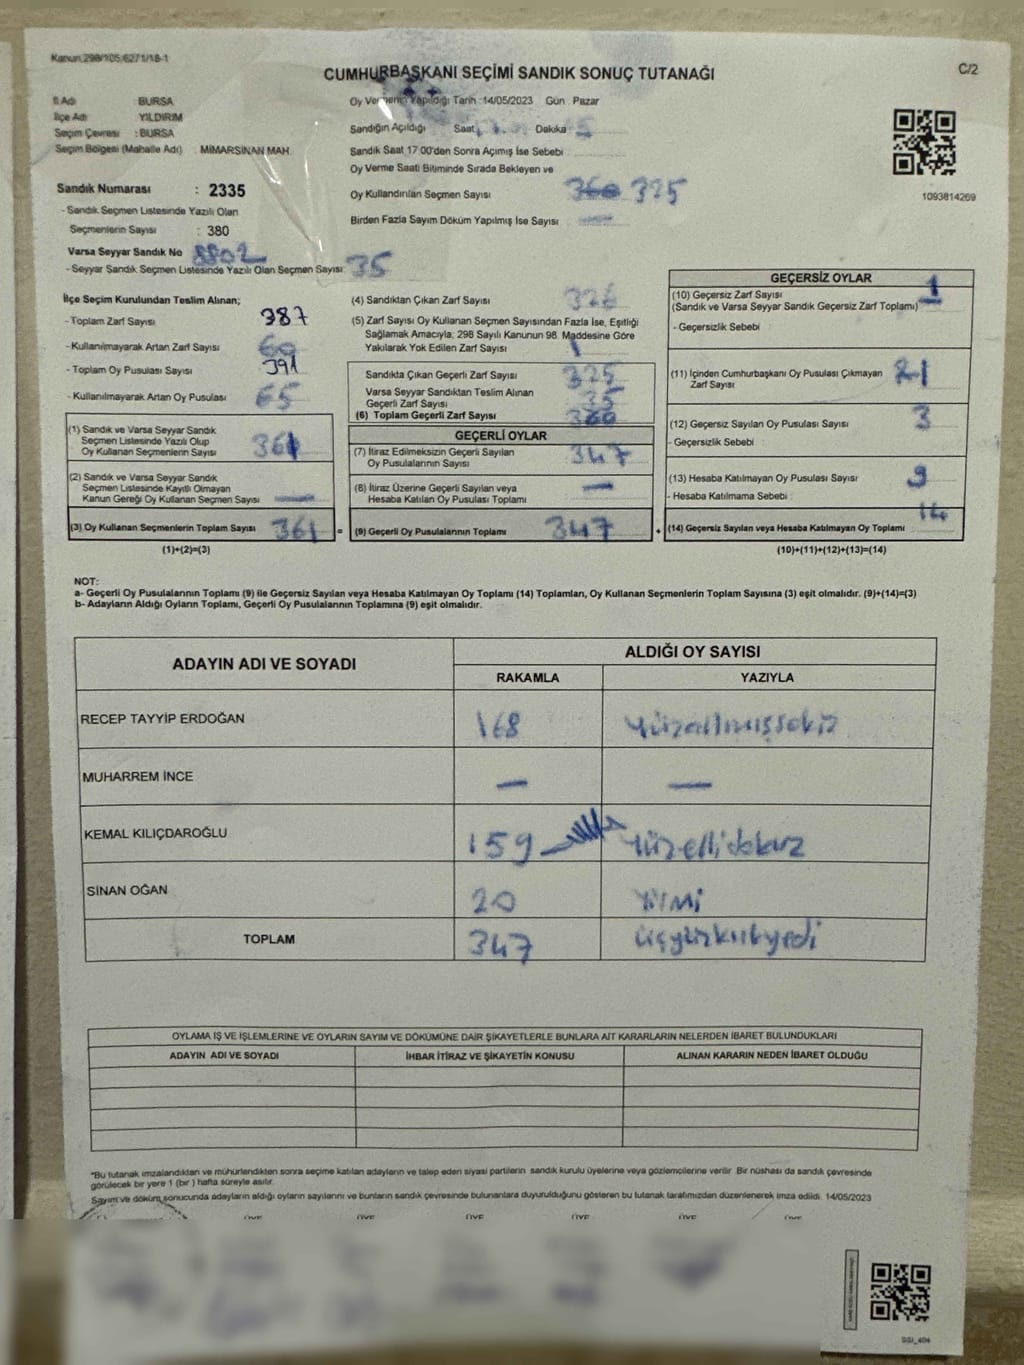 Kanun:298/105;6271/18-1
CUMHURBAŞKANI SEÇİMİ SANDIK SONUÇ TUTANAĞI
C/2
İl Adı : BURSA
İlçe Adı : YILDIRIM
Seçim Çevresi : BURSA
Seçim Bölgesi (Mahalle Adı) : MİMARSİNAN MAH.
Sandık Numarası : 2335
- Sandık Seçmen Listesinde Yazılı Olan
Seçmenlerin Sayısı : 380
Varsa Seyyar Sandık No 8802
- Seyyar Sandık Seçmen Listesinde Yazılı Olan Seçmen Sayısı: 35
Oy Vermenin Yapıldığı Tarih :14/05/2023 Gün : Pazar
Sandığın Açıldığı Saat Dakika
Sandık Saat 17.00'den Sonra Açılmış İse Sebebi :
Oy Verme Saati Bitiminde Sırada Bekleyen ve
Oy Kullandırılan Seçmen Sayısı : 360 325
Birden Fazla Sayım Döküm Yapılmış İse Sayısı : —
1093814269
İlçe Seçim Kurulundan Teslim Alınan;
- Toplam Zarf Sayısı 387
- Kullanılmayarak Artan Zarf Sayısı 60
- Toplam Oy Pusulası Sayısı 391
- Kullanılmayarak Artan Oy Pusulası 65
(1) Sandık ve Varsa Seyyar Sandık
Seçmen Listesinde Yazılı Olup
Oy Kullanan Seçmenlerin Sayısı 361
(2) Sandık ve Varsa Seyyar Sandık
Seçmen Listesinde Kayıtlı Olmayan
Kanun Gereği Oy Kullanan Seçmen Sayısı —
(3) Oy Kullanan Seçmenlerin Toplam Sayısı 361 =
(1)+(2)=(3)
(4) Sandıktan Çıkan Zarf Sayısı 326
(5) Zarf Sayısı Oy Kullanan Seçmen Sayısından Fazla İse, Eşitliği
Sağlamak Amacıyla; 298 Sayılı Kanunun 98. Maddesine Göre
Yakılarak Yok Edilen Zarf Sayısı 1
Sandıkta Çıkan Geçerli Zarf Sayısı 325
Varsa Seyyar Sandıktan Teslim Alınan
Geçerli Zarf Sayısı 35
(6) Toplam Geçerli Zarf Sayısı 360
GEÇERLİ OYLAR
(7) İtiraz Edilmeksizin Geçerli Sayılan
Oy Pusulalarının Sayısı 347
(8) İtiraz Üzerine Geçerli Sayılan veya
Hesaba Katılan Oy Pusulası Toplamı —
(9) Geçerli Oy Pusulalarının Toplamı 347 +
GEÇERSİZ OYLAR
(10) Geçersiz Zarf Sayısı
(Sandık ve Varsa Seyyar Sandık Geçersiz Zarf Toplamı) 1
- Geçersizlik Sebebi :
(11) İçinden Cumhurbaşkanı Oy Pusulası Çıkmayan
Zarf Sayısı
(12) Geçersiz Sayılan Oy Pusulası Sayısı 3
- Geçersizlik Sebebi :
(13) Hesaba Katılmayan Oy Pusulası Sayısı 9
- Hesaba Katılmama Sebebi :
(14) Geçersiz Sayılan veya Hesaba Katılmayan Oy Toplamı 14
(10)+(11)+(12)+(13)=(14)
NOT:
a- Geçerli Oy Pusulalarının Toplamı (9) ile Geçersiz Sayılan veya Hesaba Katılmayan Oy Toplamı (14) Toplamları, Oy Kullanan Seçmenlerin Toplam Sayısına (3) eşit olmalıdır. (9)+(14)=(3)
b- Adayların Aldığı Oyların Toplamı, Geçerli Oy Pusulalarının Toplamına (9) eşit olmalıdır.
ADAYIN ADI VE SOYADI
ALDIĞI OY SAYISI
RAKAMLA YAZIYLA
RECEP TAYYİP ERDOĞAN 168 Yüzaltmışsekiz
MUHARREM İNCE — —
KEMAL KILIÇDAROĞLU 159 Yüzellidokuz
SİNAN OĞAN 20 Yirmi
TOPLAM 347 üçyüzkırkyedi
OYLAMA İŞ VE İŞLEMLERİNE VE OYLARIN SAYIM VE DÖKÜMÜNE DAİR ŞİKAYETLERLE BUNLARA AİT KARARLARIN NELERDEN İBARET BULUNDUKLARI
ADAYIN ADI VE SOYADI İHBAR İTİRAZ VE ŞİKAYETİN KONUSU ALINAN KARARIN NEDEN İBARET OLDUĞU
*Bu tutanak imzalandıktan ve mühürlendikten sonra seçime katılan adayların ve talep eden siyasi partilerin sandık kurulu üyelerine veya gözlemcilerine verilir. Bir nüshası da sandık çevresinde
görülecek bir yere 1 (bir ) hafta süreyle asılır.
Sayım ve döküm sonucunda adayların aldığı oyların sayılarını ve bunların sandık çevresinde bulunanlara duyurulduğunu gösteren bu tutanak tarafımızdan düzenlenerek imza edildi. 14/05/2023
ÜYE ÜYE ÜYE ÜYE ÜYE ÜYE